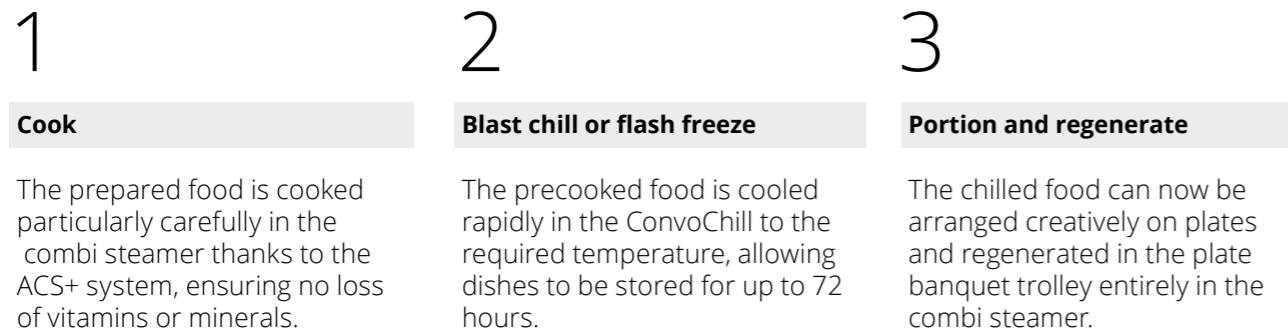 1
Cook
The prepared food is cooked
particularly carefully in the
combi steamer thanks to the
ACS+ system, ensuring no loss
of vitamins or minerals.
2
Blast chill or flash freeze
The precooked food is cooled
rapidly in the ConvoChill to the
required temperature, allowing
dishes to be stored for up to 72
hours.
3
Portion and regenerate
The chilled food can now be
arranged creatively on plates
and regenerated in the plate
banquet trolley entirely in the
combi steamer.